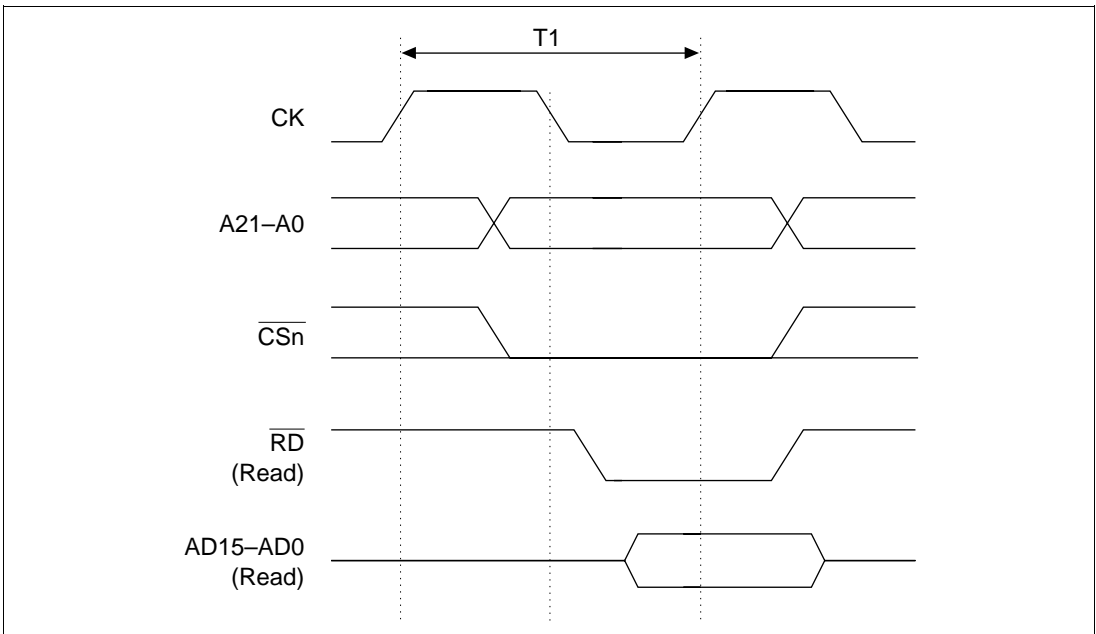 T1
CK
A21–A0
CSn
RD
(Read)
AD15–AD0
(Read)